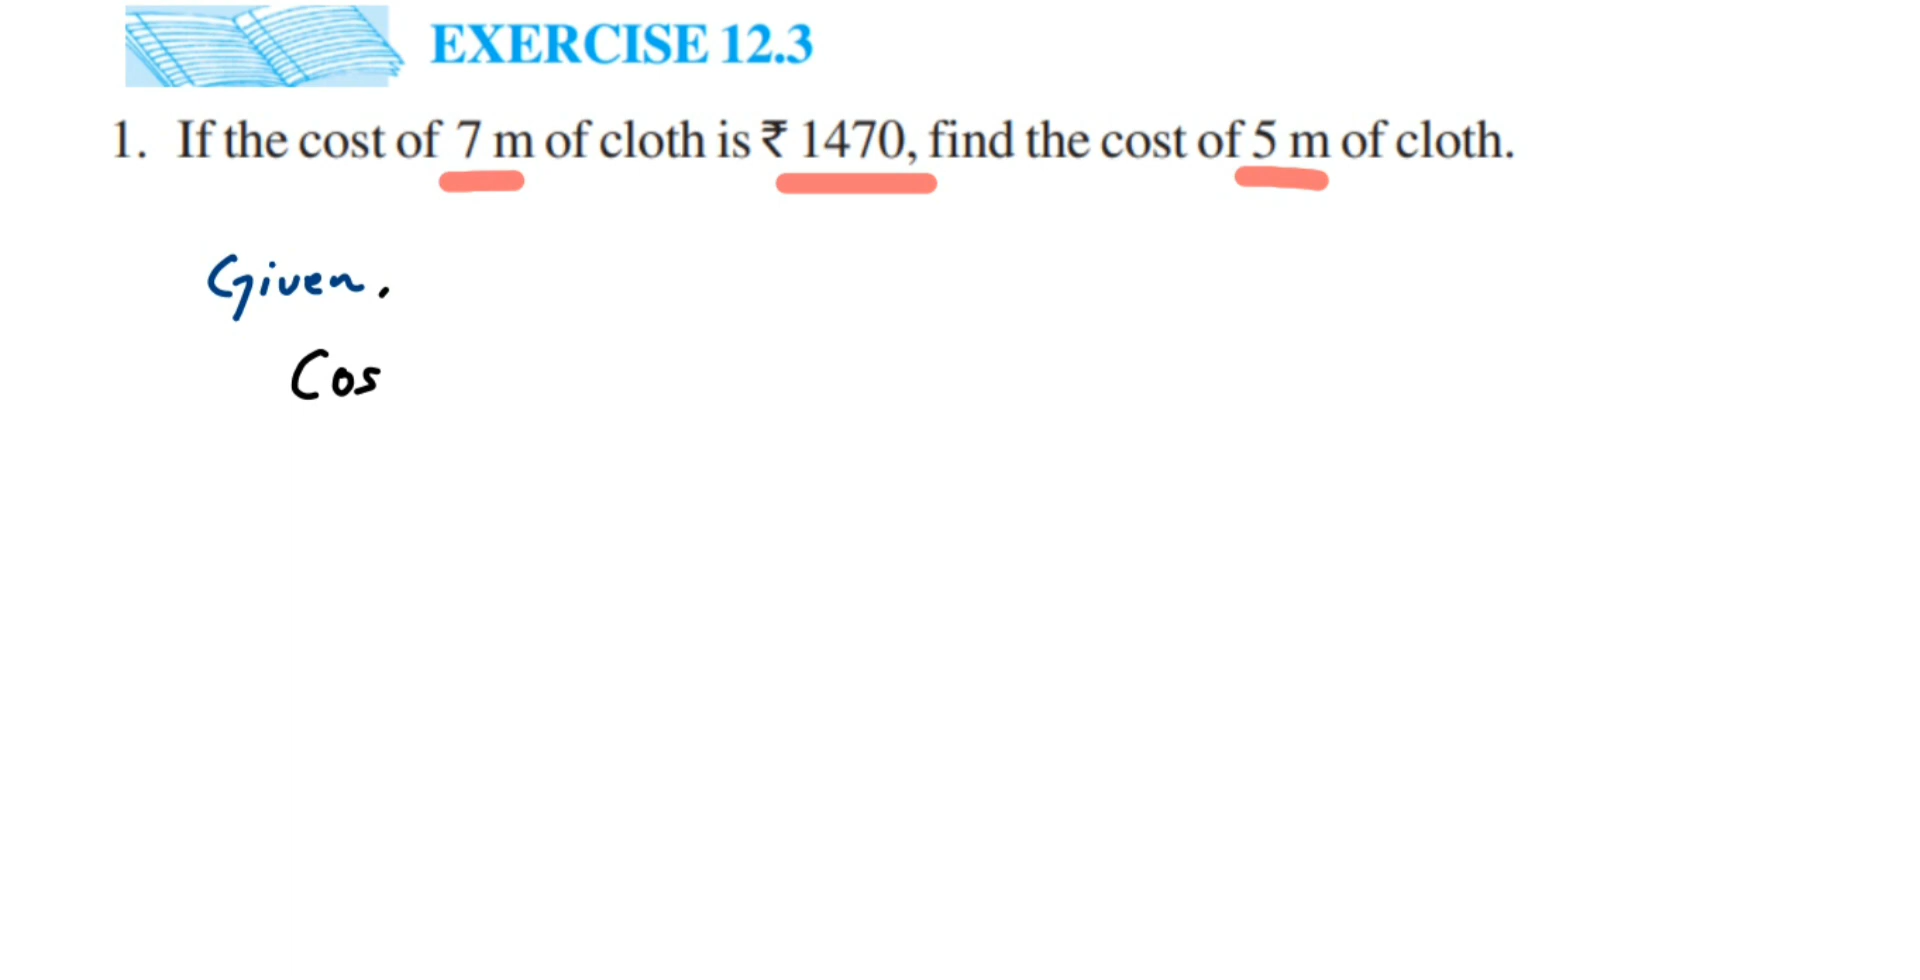 EXERCISE 12.3
1. If the cost of 7 m of cloth is ₹ 1470, find the cost of 5 m of cloth.
Given.
Cos